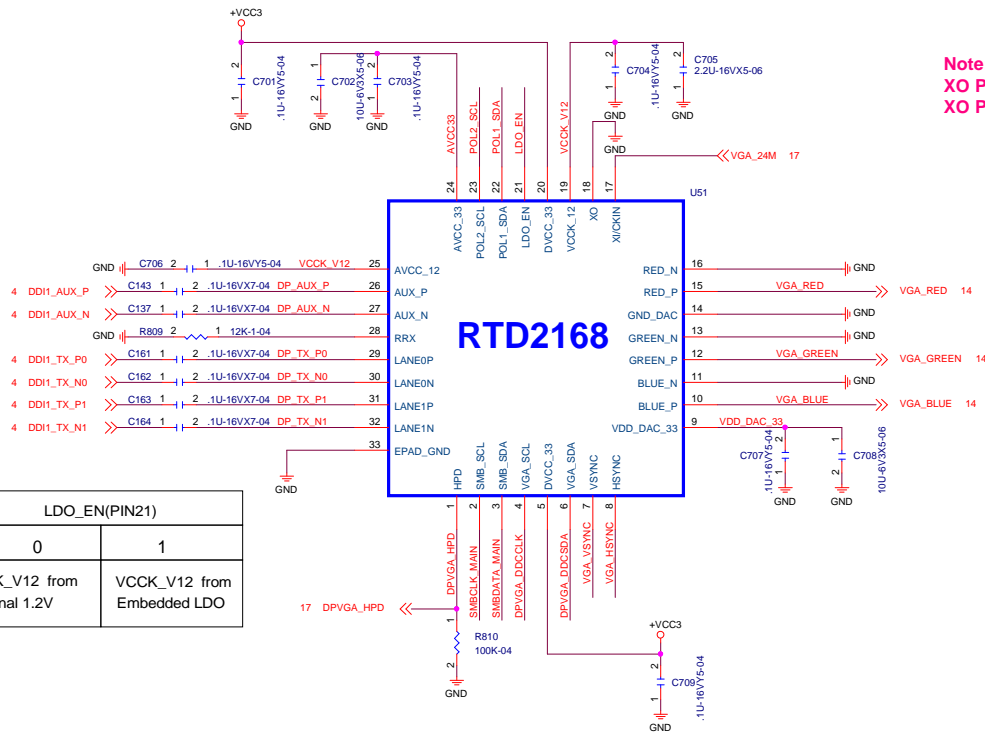 +VCC3
C701
.1U-16VY5-04
GND
C702
10U-6V3X5-06
GND
C703
.1U-16VY5-04
GND
C704
.1U-16VY5-04
GND
C705
2.2U-16VX5-06
GND
Note
XO P
XO P
AVCC33
POL2_SCL
POL1_SDA
LDO_EN
VCCK_V12
GND
VGA_24M 17
U51
24 23 22 21 20 19 18 17
AVCC_33
POL2_SCL
POL1_SDA
LDO_EN
DVCC_33
VCCK_12
XO
XI/CKIN
GND C706 2 1 .1U-16VY5-04 VCCK_V12 25 AVCC_12
4 DDI1_AUX_P C143 1 2 .1U-16VX7-04 DP_AUX_P 26 AUX_P
4 DDI1_AUX_N C137 1 2 .1U-16VX7-04 DP_AUX_N 27 AUX_N
GND R809 2 1 12K-1-04 28 RRX
4 DDI1_TX_P0 C161 1 2 .1U-16VX7-04 DP_TX_P0 29 LANE0P
4 DDI1_TX_N0 C162 1 2 .1U-16VX7-04 DP_TX_N0 30 LANE0N
4 DDI1_TX_P1 C163 1 2 .1U-16VX7-04 DP_TX_P1 31 LANE1P
4 DDI1_TX_N1 C164 1 2 .1U-16VX7-04 DP_TX_N1 32 LANE1N
33 EPAD_GND
GND
RTD2168
RED_N 16 GND
RED_P 15 VGA_RED VGA_RED 14
GND_DAC 14 GND
GREEN_N 13 GND
GREEN_P 12 VGA_GREEN VGA_GREEN 14
BLUE_N 11 GND
BLUE_P 10 VGA_BLUE VGA_BLUE 14
VDD_DAC_33 9 VDD_DAC_33
C707
.1U-16VY5-04
GND
C708
10U-6V3X5-06
GND
HPD
SMB_SCL
SMB_SDA
VGA_SCL
DVCC_33
VGA_SDA
VSYNC
HSYNC
1 2 3 4 5 6 7 8
DPVGA_HPD
SMBCLK_MAIN
SMBDATA_MAIN
DPVGA_DDCCLK
DPVGA_DDCSDA
VGA_VSYNC
VGA_HSYNC
LDO_EN(PIN21)
0 1
K_V12 from
nal 1.2V
VCCK_V12 from
Embedded LDO
17 DPVGA_HPD
1
R810
100K-04
2
GND
+VCC3
2
C709
1
.1U-16VY5-04
GND